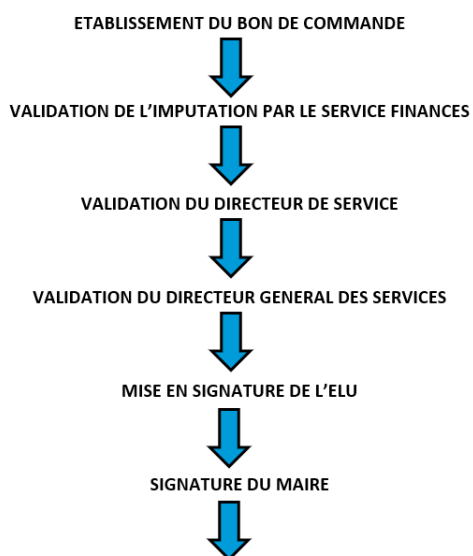 ETABLISSEMENT DU BON DE COMMANDE
VALIDATION DE L’IMPUTATION PAR LE SERVICE FINANCES
VALIDATION DU DIRECTEUR DE SERVICE
VALIDATION DU DIRECTEUR GENERAL DES SERVICES
MISE EN SIGNATURE DE L’ELU
SIGNATURE DU MAIRE